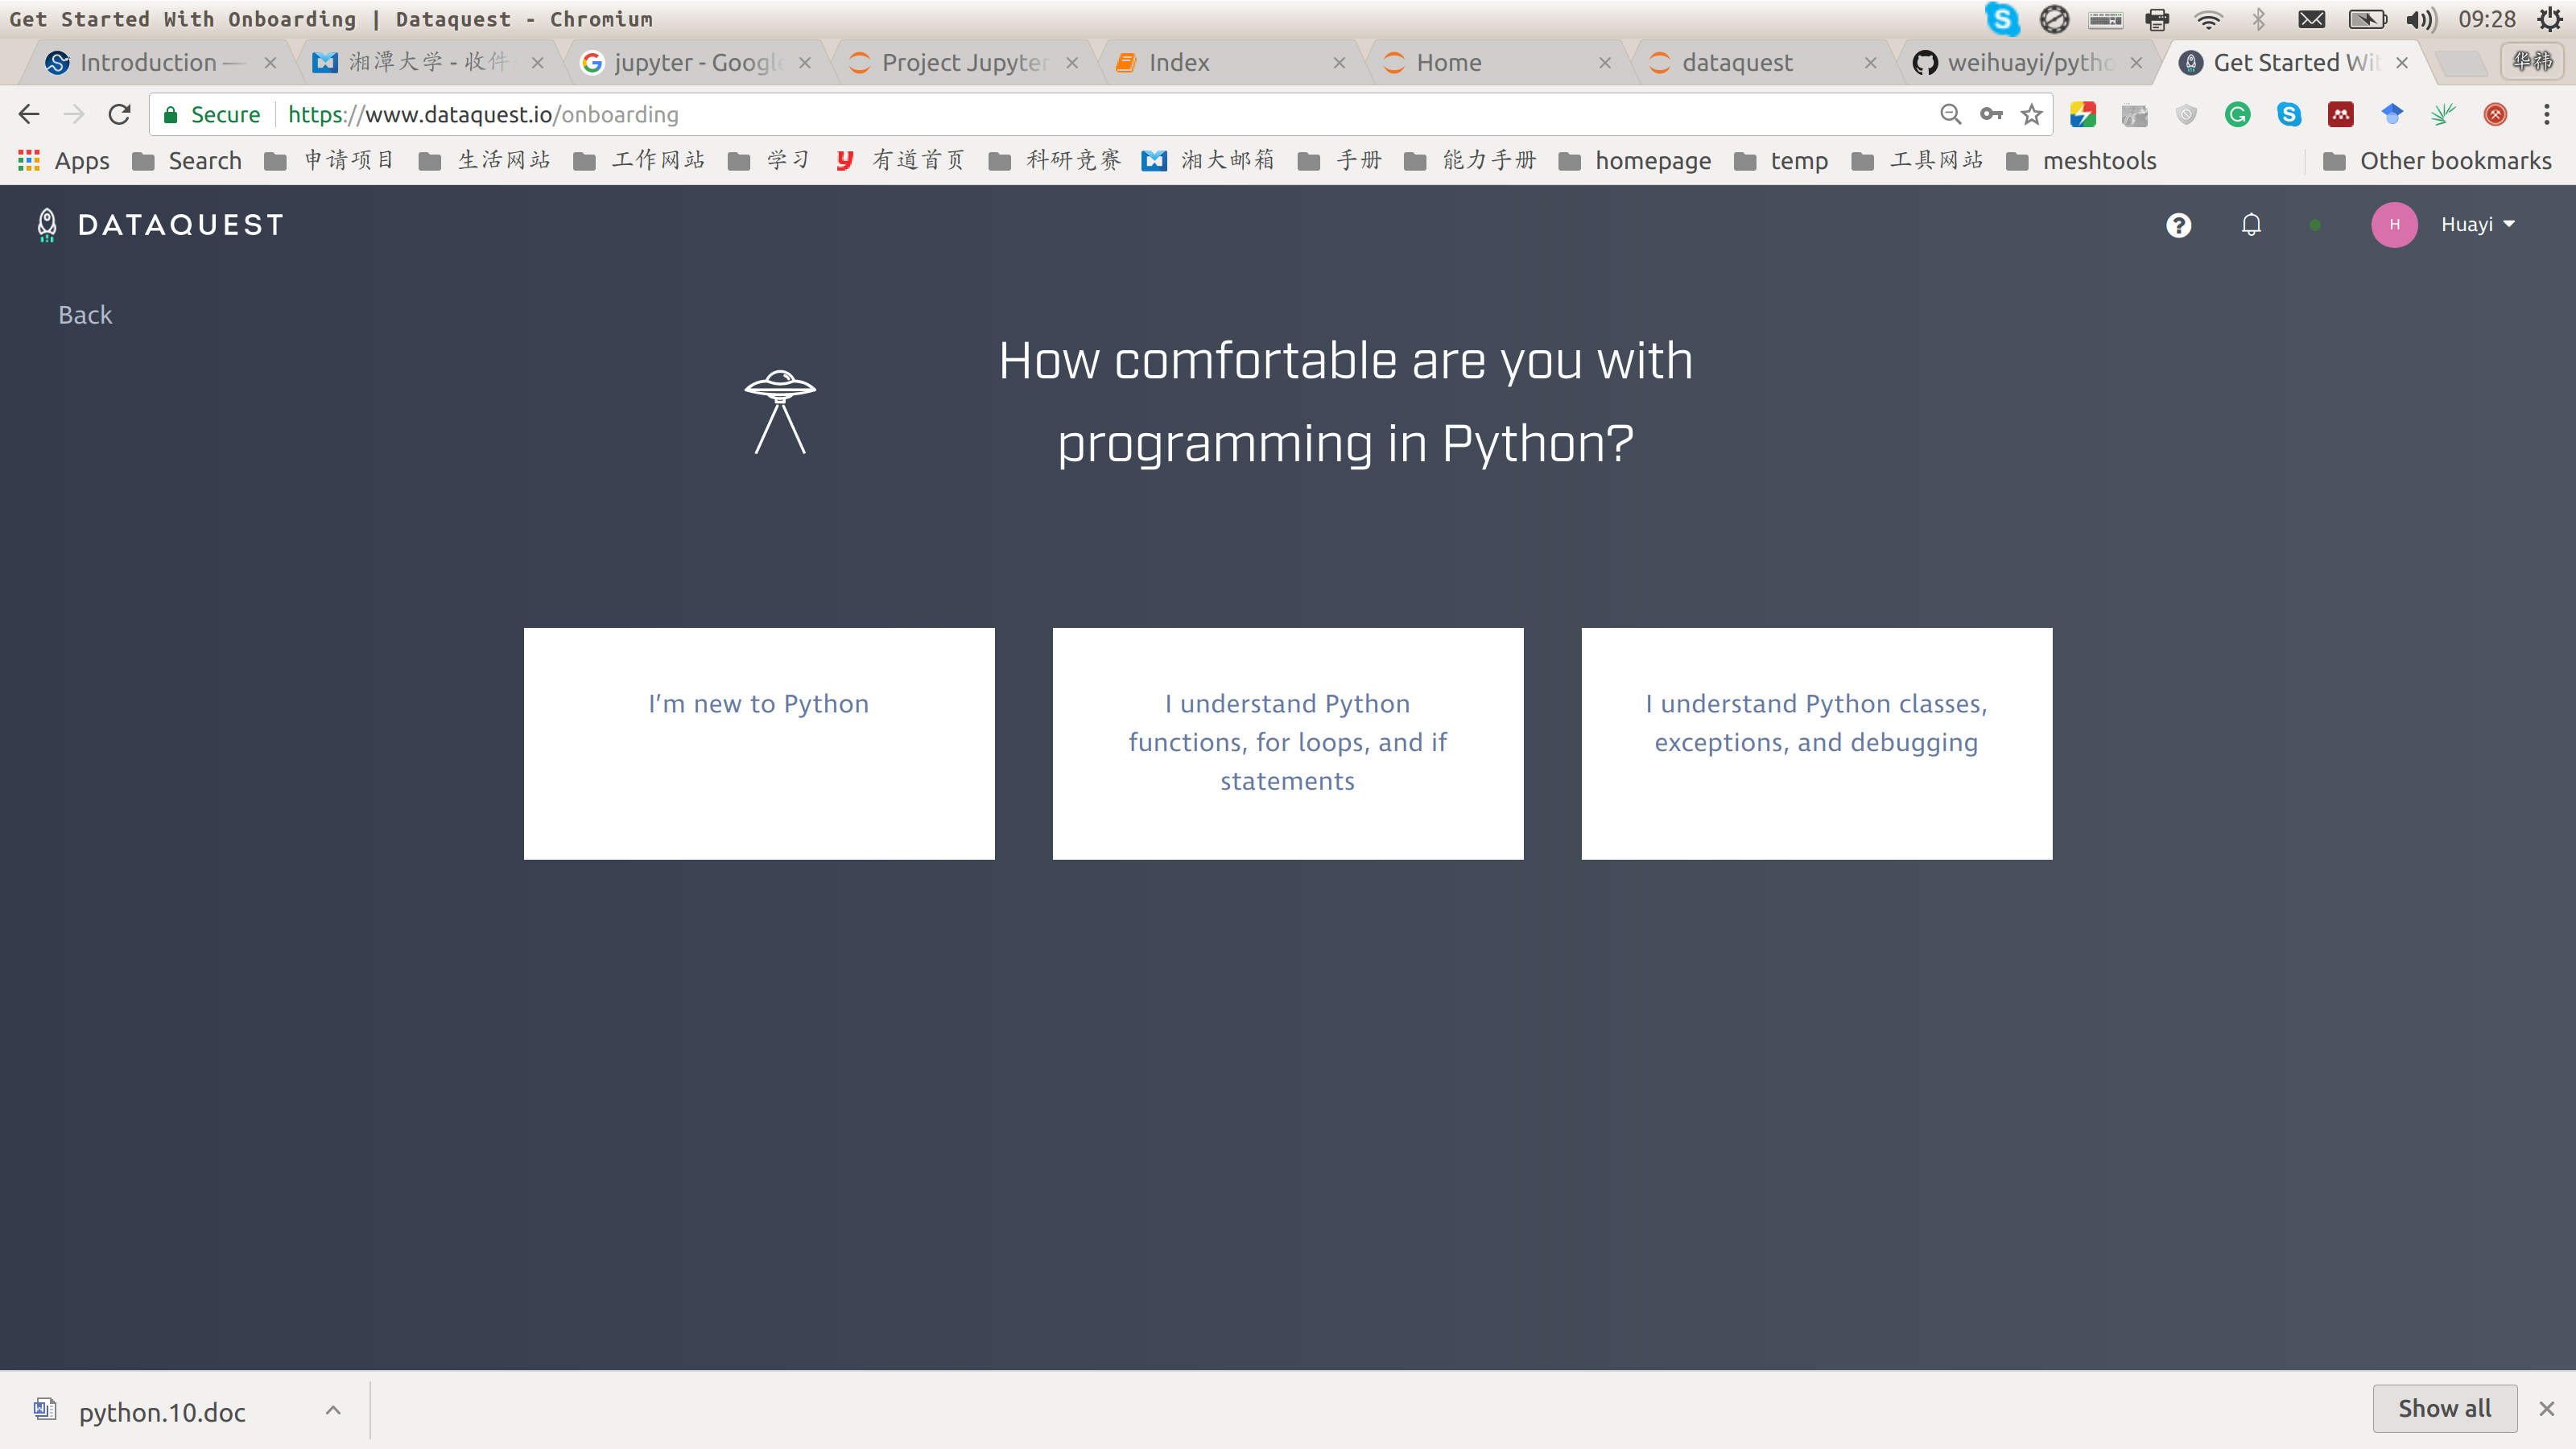 Get Started With Onboarding | Dataquest - Chromium
09:28
Introduction —
湘潭大学 - 收件
jupyter - Google
Project Jupyter
Index
Home
dataquest
weihuayi/pytho
Get Started Wit
华祎
Secure
https://www.dataquest.io/onboarding
Apps
Search
申请项目
生活网站
工作网站
学习
有道首页
科研竞赛
湘大邮箱
手册
能力手册
homepage
temp
工具网站
meshtools
Other bookmarks
DATAQUEST
H
Huayi
Back
How comfortable are you with
programming in Python?
I’m new to Python
I understand Python
functions, for loops, and if
statements
I understand Python classes,
exceptions, and debugging
python.10.doc
Show all